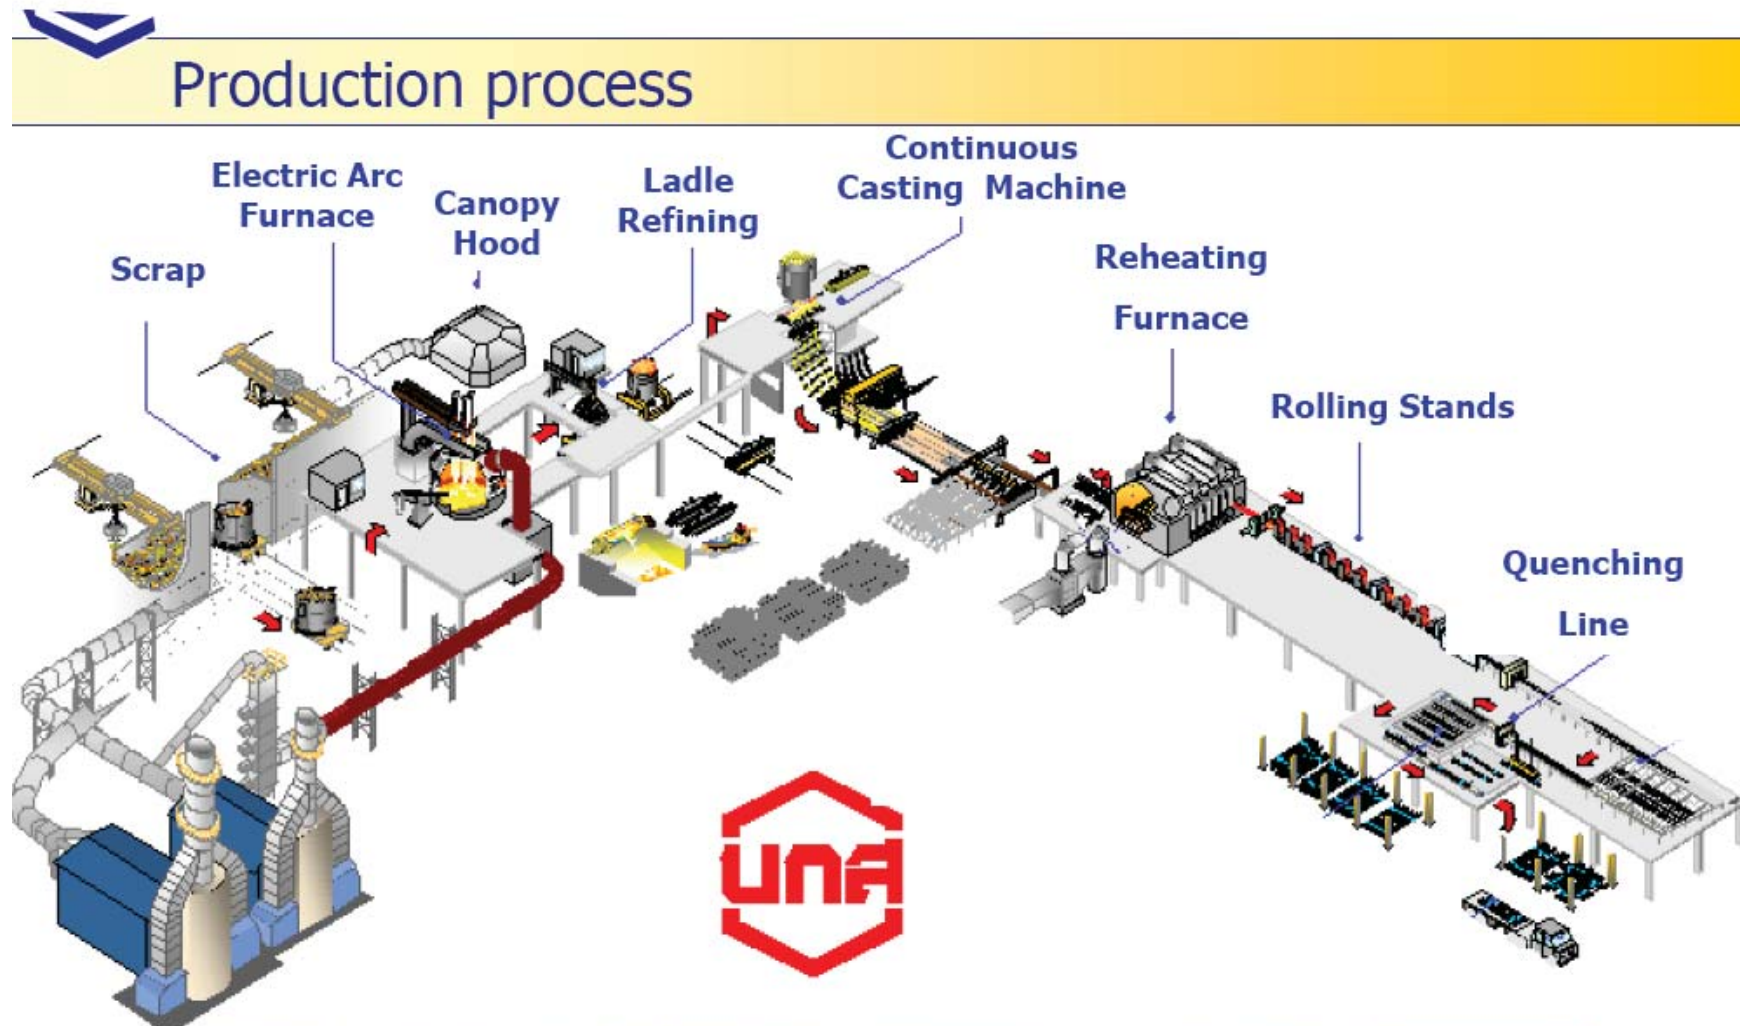 Production process
Continuous
Casting Machine
Electric Arc
Furnace
Canopy
Hood
Ladle
Refining
Scrap
Reheating
Furnace
Rolling Stands
Quenching
Line